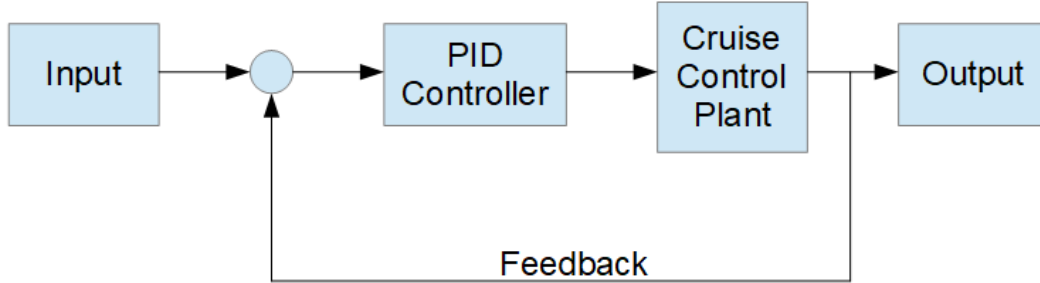 Input
PID
Controller
Cruise
Control
Plant
Output
Feedback